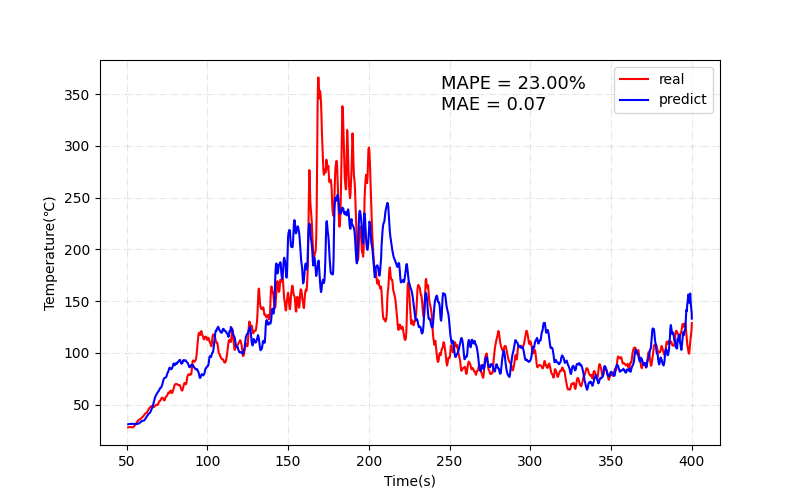 MAPE = 23.00%
MAE = 0.07
real
predict
Temperature(℃)
350
300
250
200
150
100
50
50 100 150 200 250 300 350 400
Time(s)